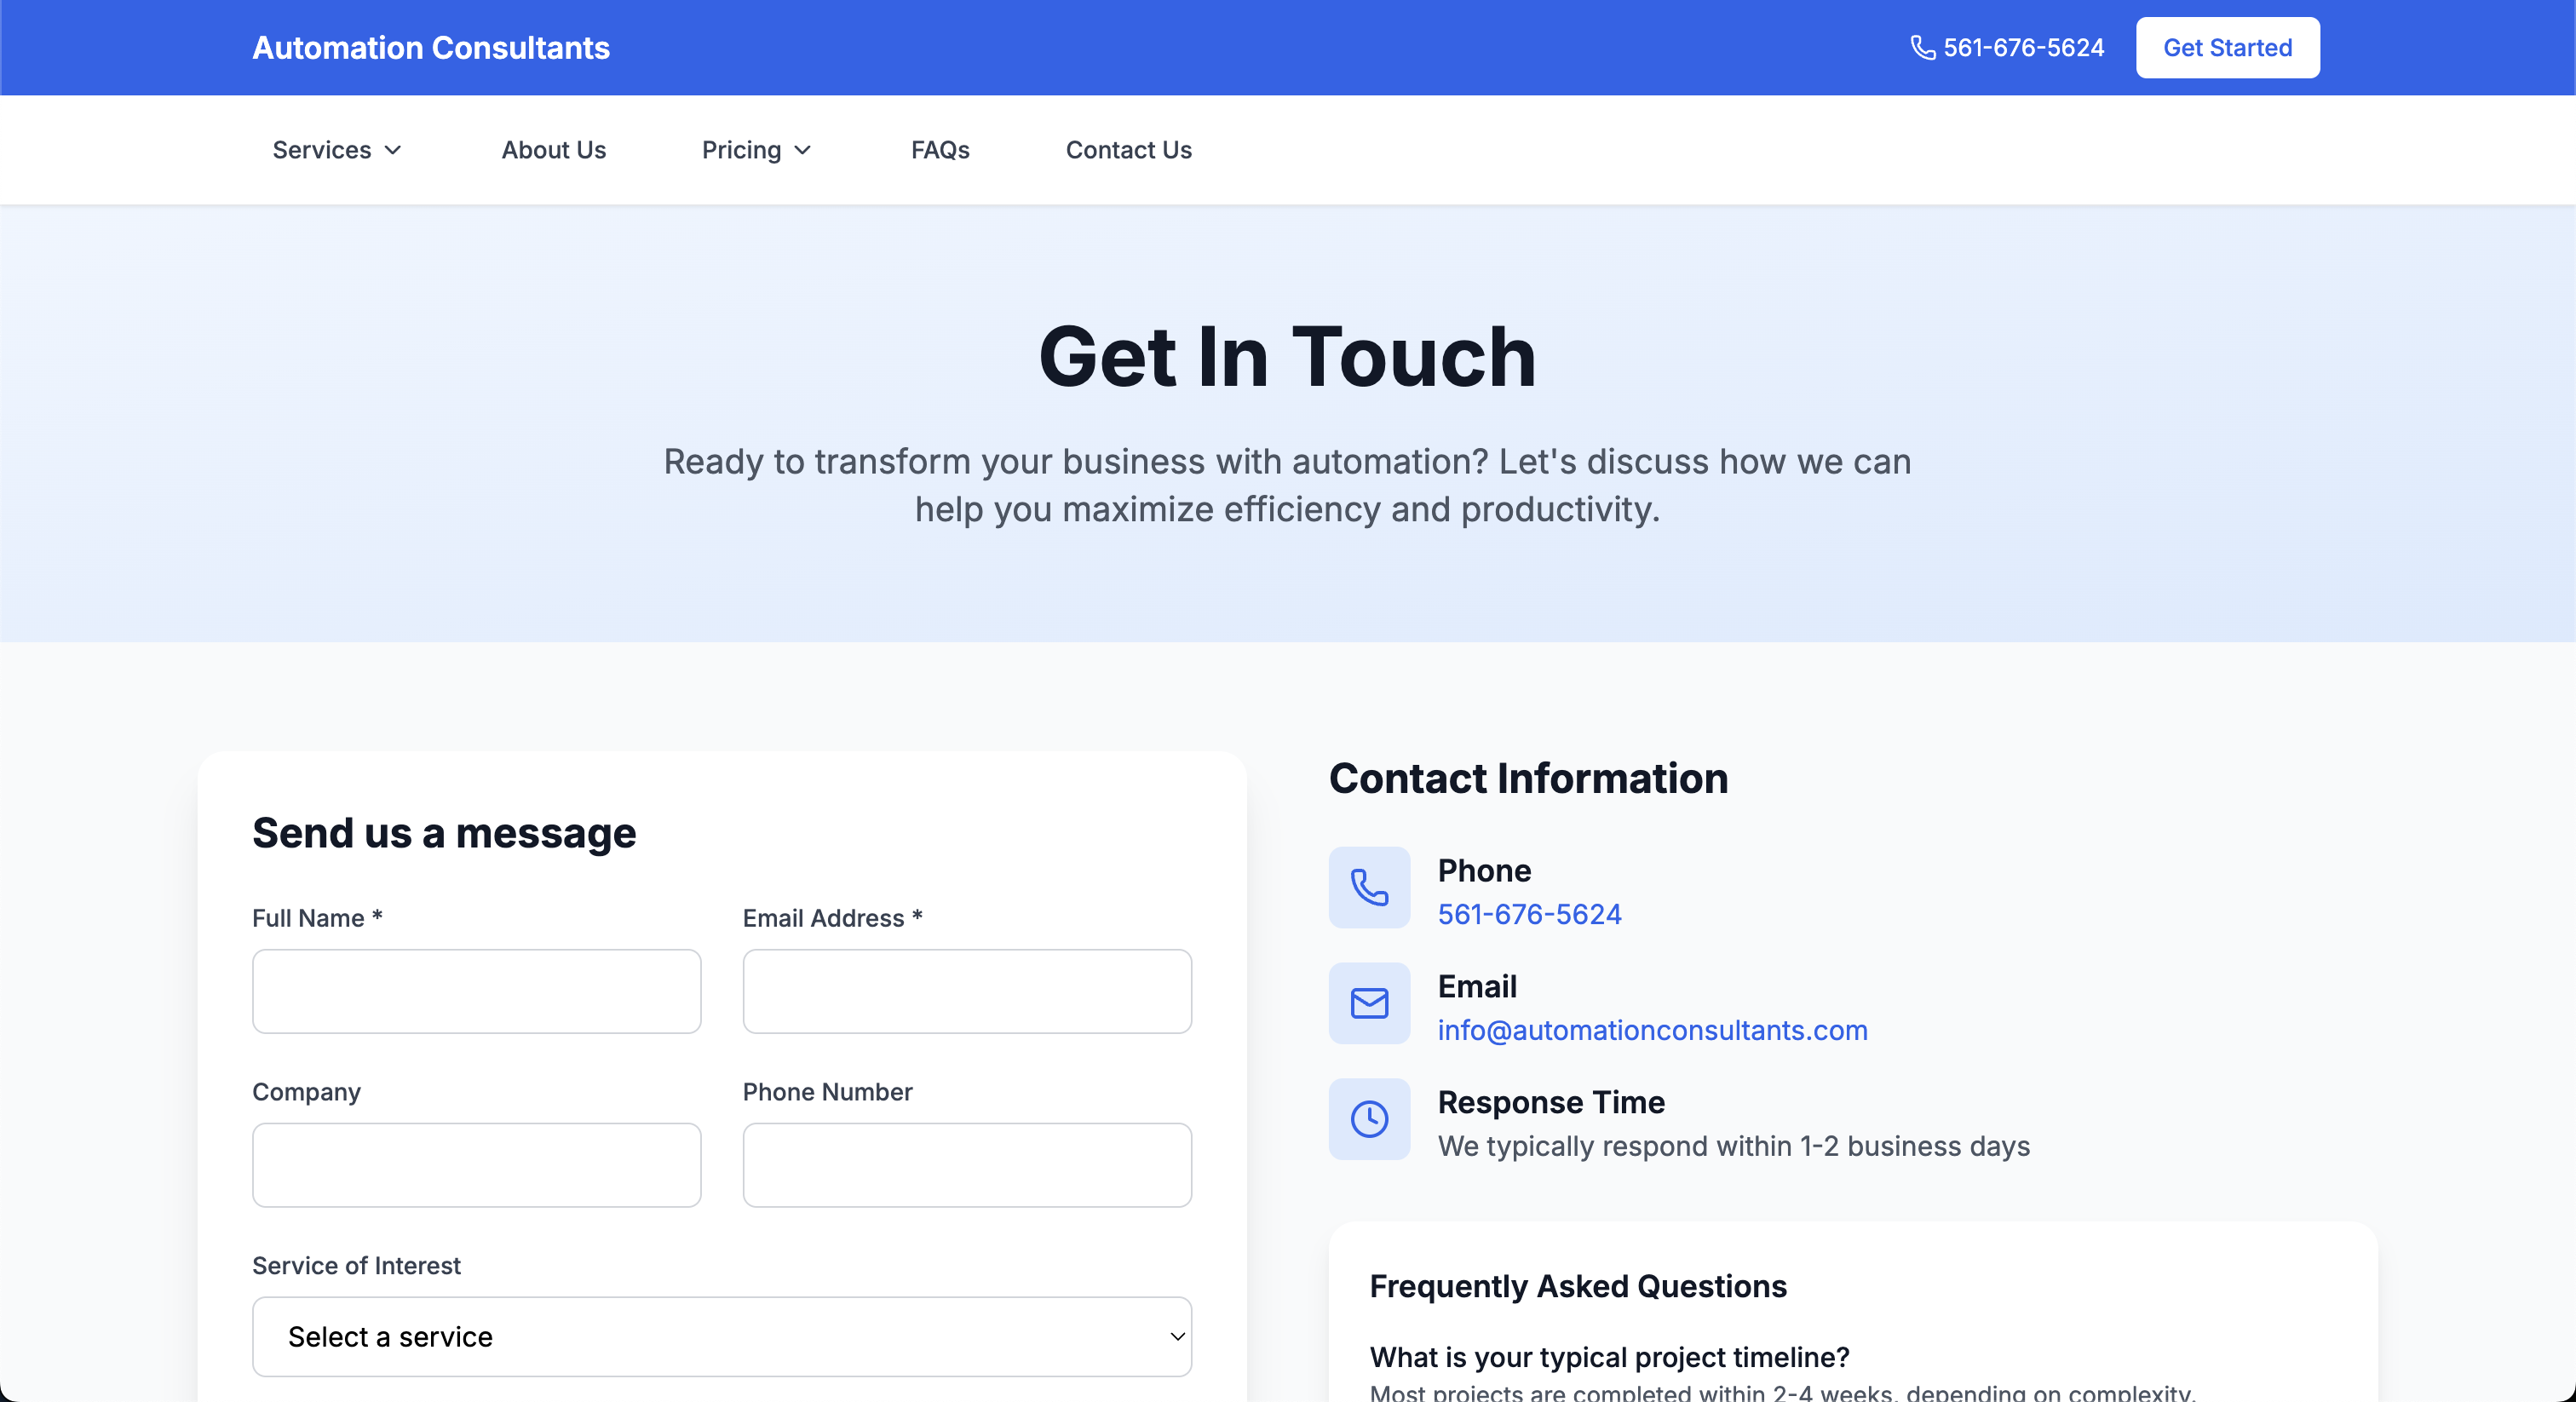 Automation Consultants
561-676-5624
Get Started
Services
About Us
Pricing
FAQs
Contact Us
Get In Touch
Ready to transform your business with automation? Let's discuss how we can
help you maximize efficiency and productivity.
Send us a message
Full Name *
Email Address *
Company
Phone Number
Service of Interest
Select a service
Contact Information
Phone
561-676-5624
Email
info@automationconsultants.com
Response Time
We typically respond within 1-2 business days
Frequently Asked Questions
What is your typical project timeline?
Most projects are completed within 2-4 weeks, depending on complexity.